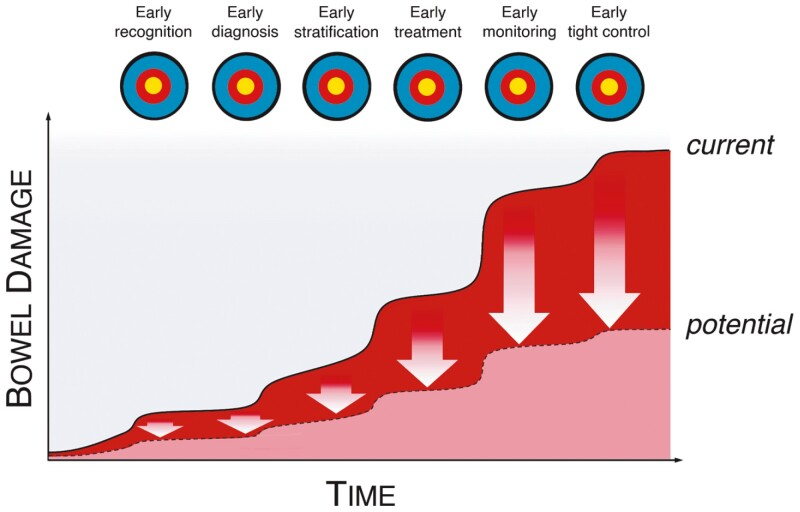 Early recognition
Early diagnosis
Early stratification
Early treatment
Early monitoring
Early tight control
current
potential
BOWEL DAMAGE
TIME